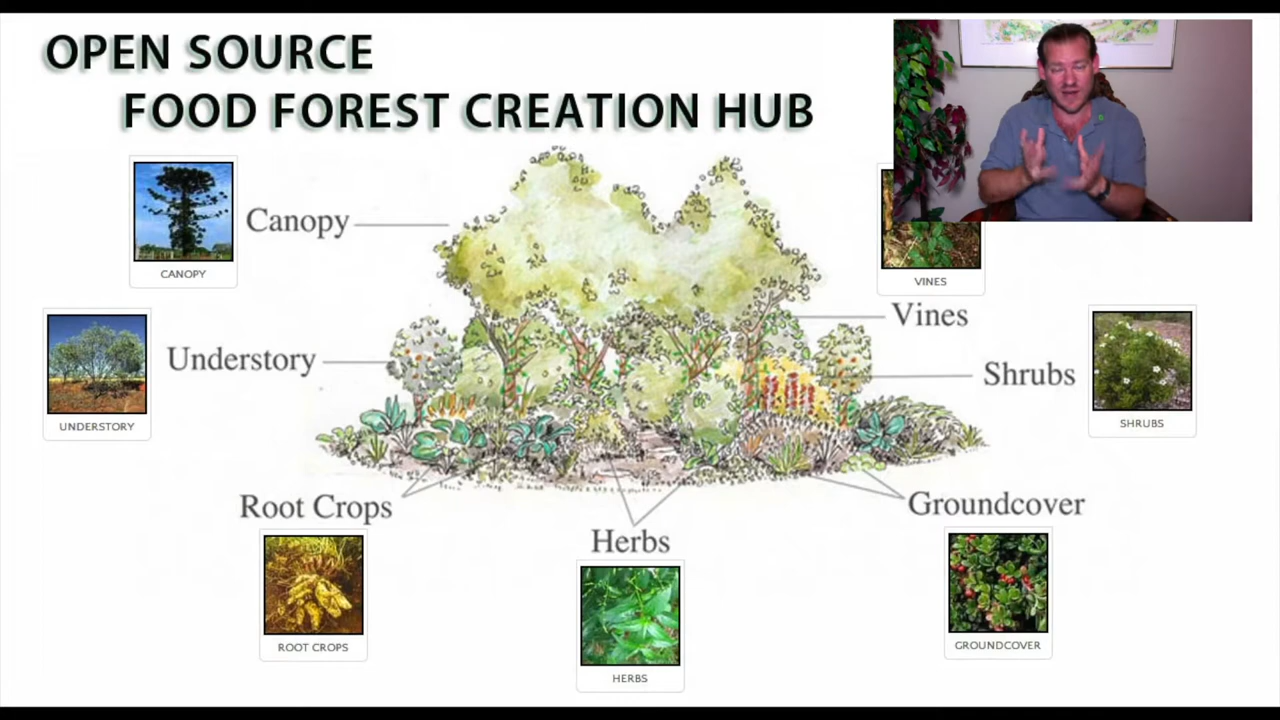 OPEN SOURCE
FOOD FOREST CREATION HUB
CANOPY
Canopy
VINES
Vines
UNDERSTORY
Understory
Shrubs
SHRUBS
Root Crops
Herbs
Groundcover
ROOT CROPS
HERBS
GROUNDCOVER